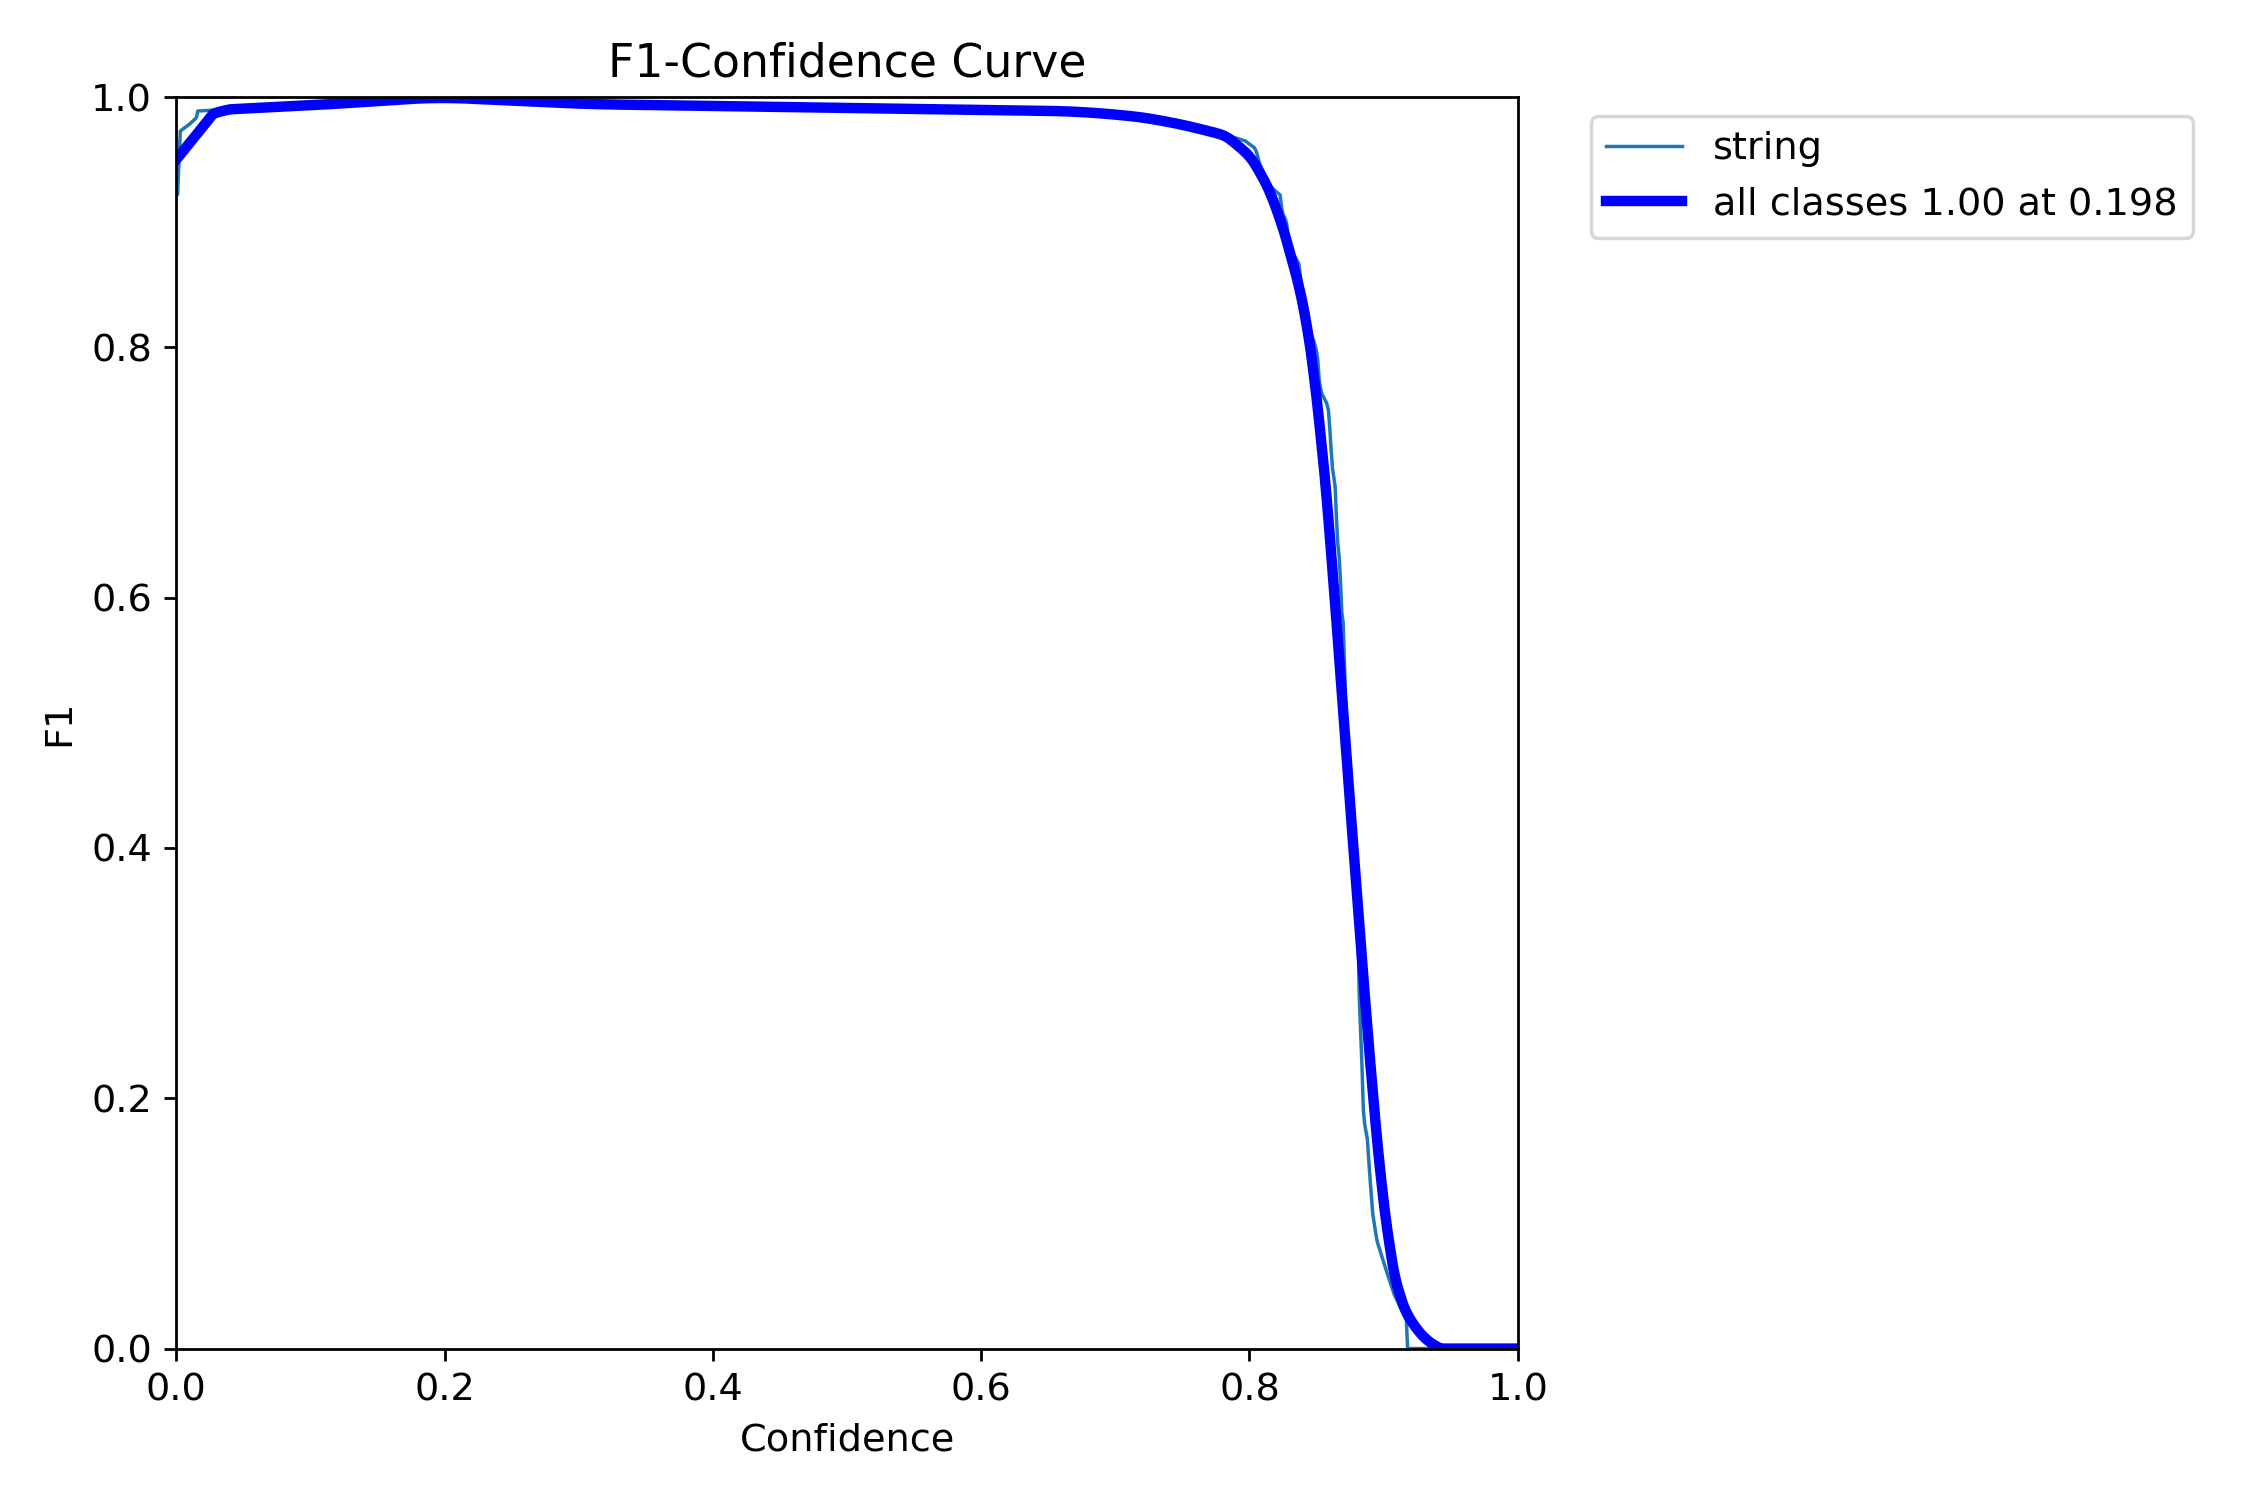 F1-Confidence Curve
string
all classes 1.00 at 0.198
1.0
0.8
0.6
0.4
0.2
0.0
F1
0.0 0.2 0.4 0.6 0.8 1.0
Confidence